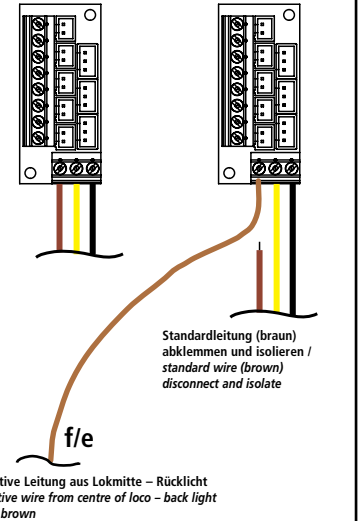 Standardleitung (braun)
abklemmen und isolieren /
standard wire (brown)
disconnect and isolate
f/e
Leitung aus Lokmitte – Rücklicht
wire from centre of loco – back light
brown